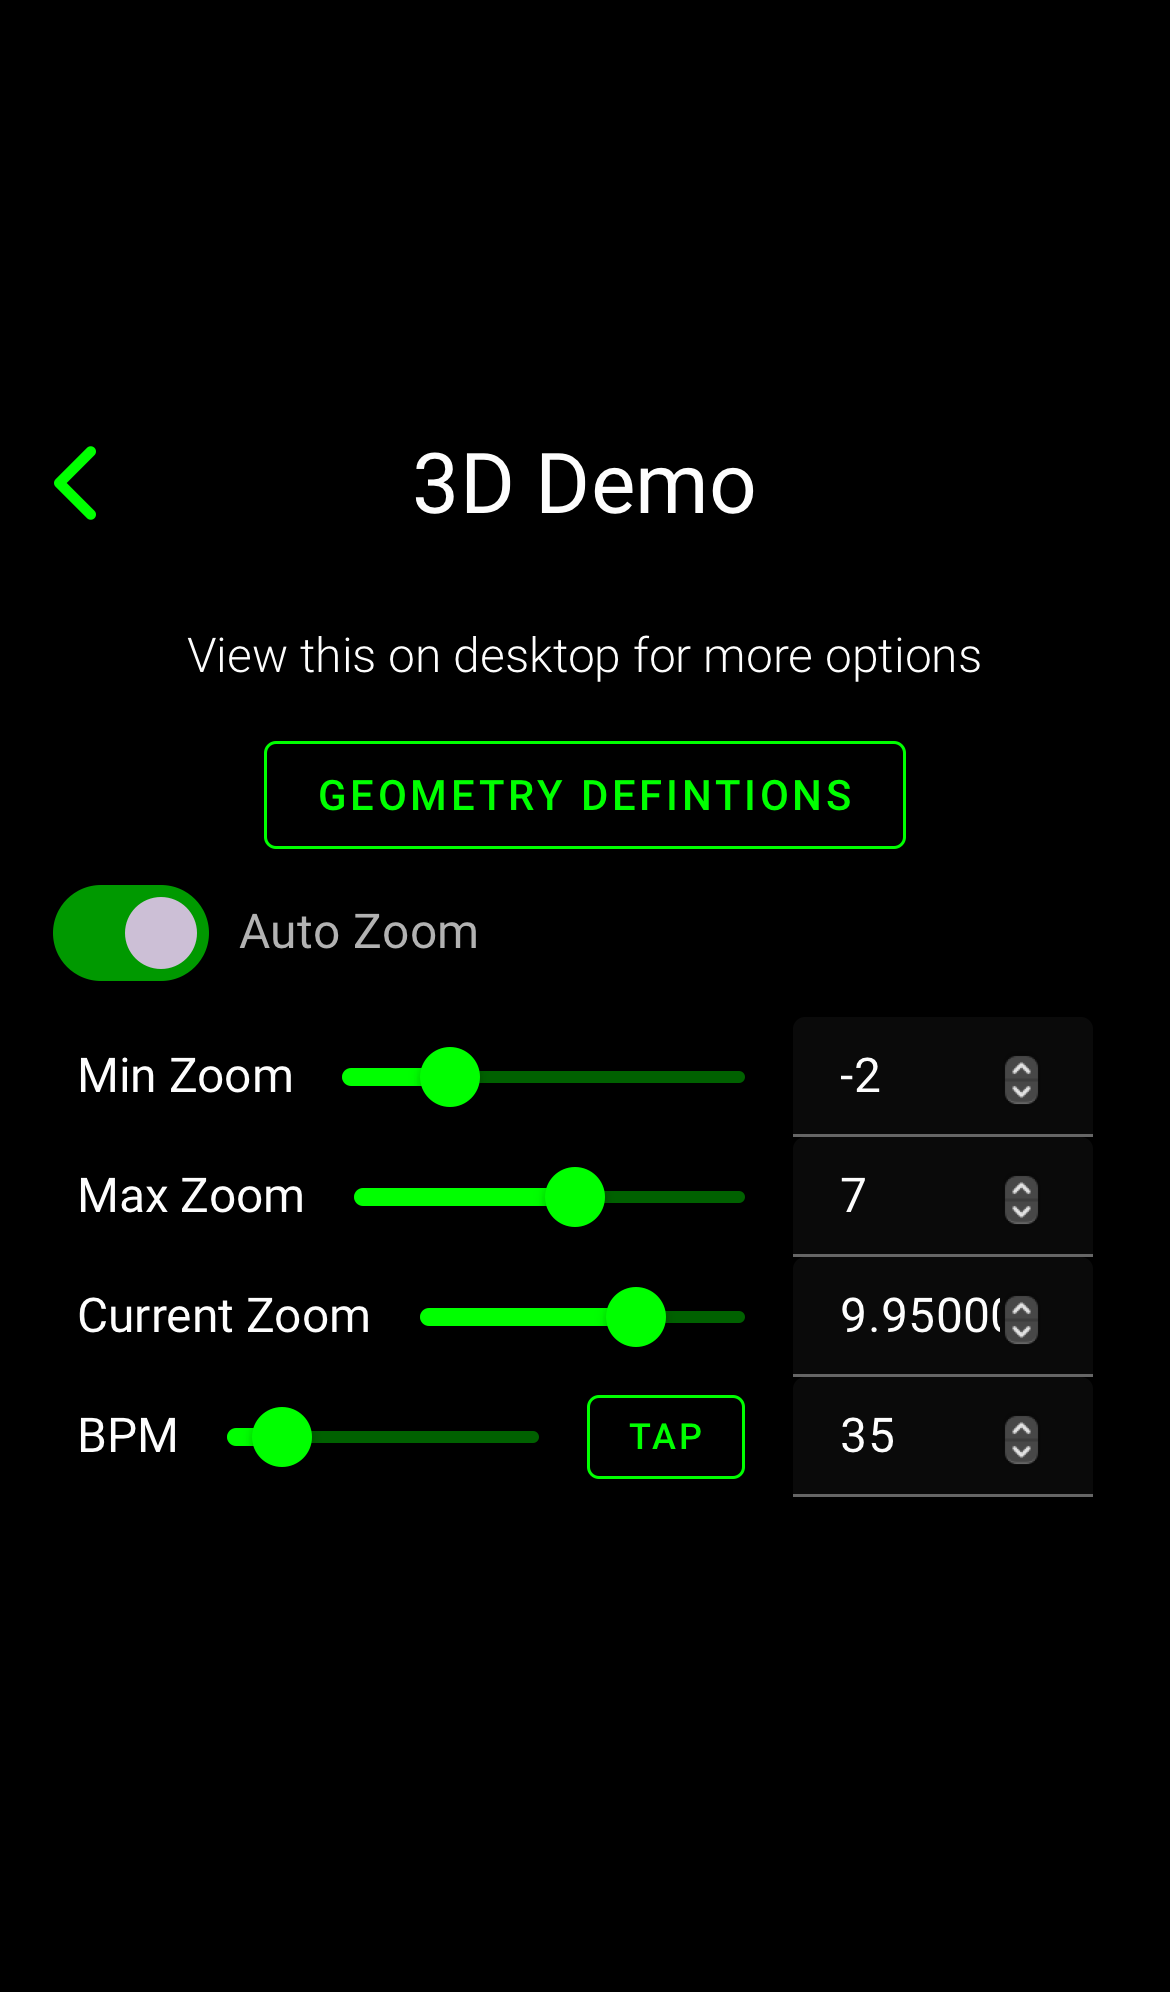 3D Demo
View this on desktop for more options
GEOMETRY DEFINTIONS
Auto Zoom
Min Zoom -2
Max Zoom 7
Current Zoom 9.9500
BPM TAP 35